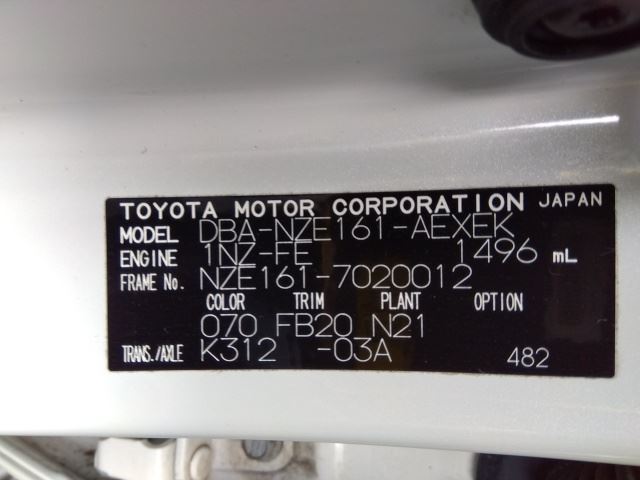 TOYOTA MOTOR CORPORATION JAPAN
MODEL DBA-NZE161-AEXEK
ENGINE 1NZ-FE 1496 mL
FRAME No. NZE161-7020012
COLOR TRIM PLANT OPTION
070 FB20 N21
TRANS./AXLE K312 -03A 482